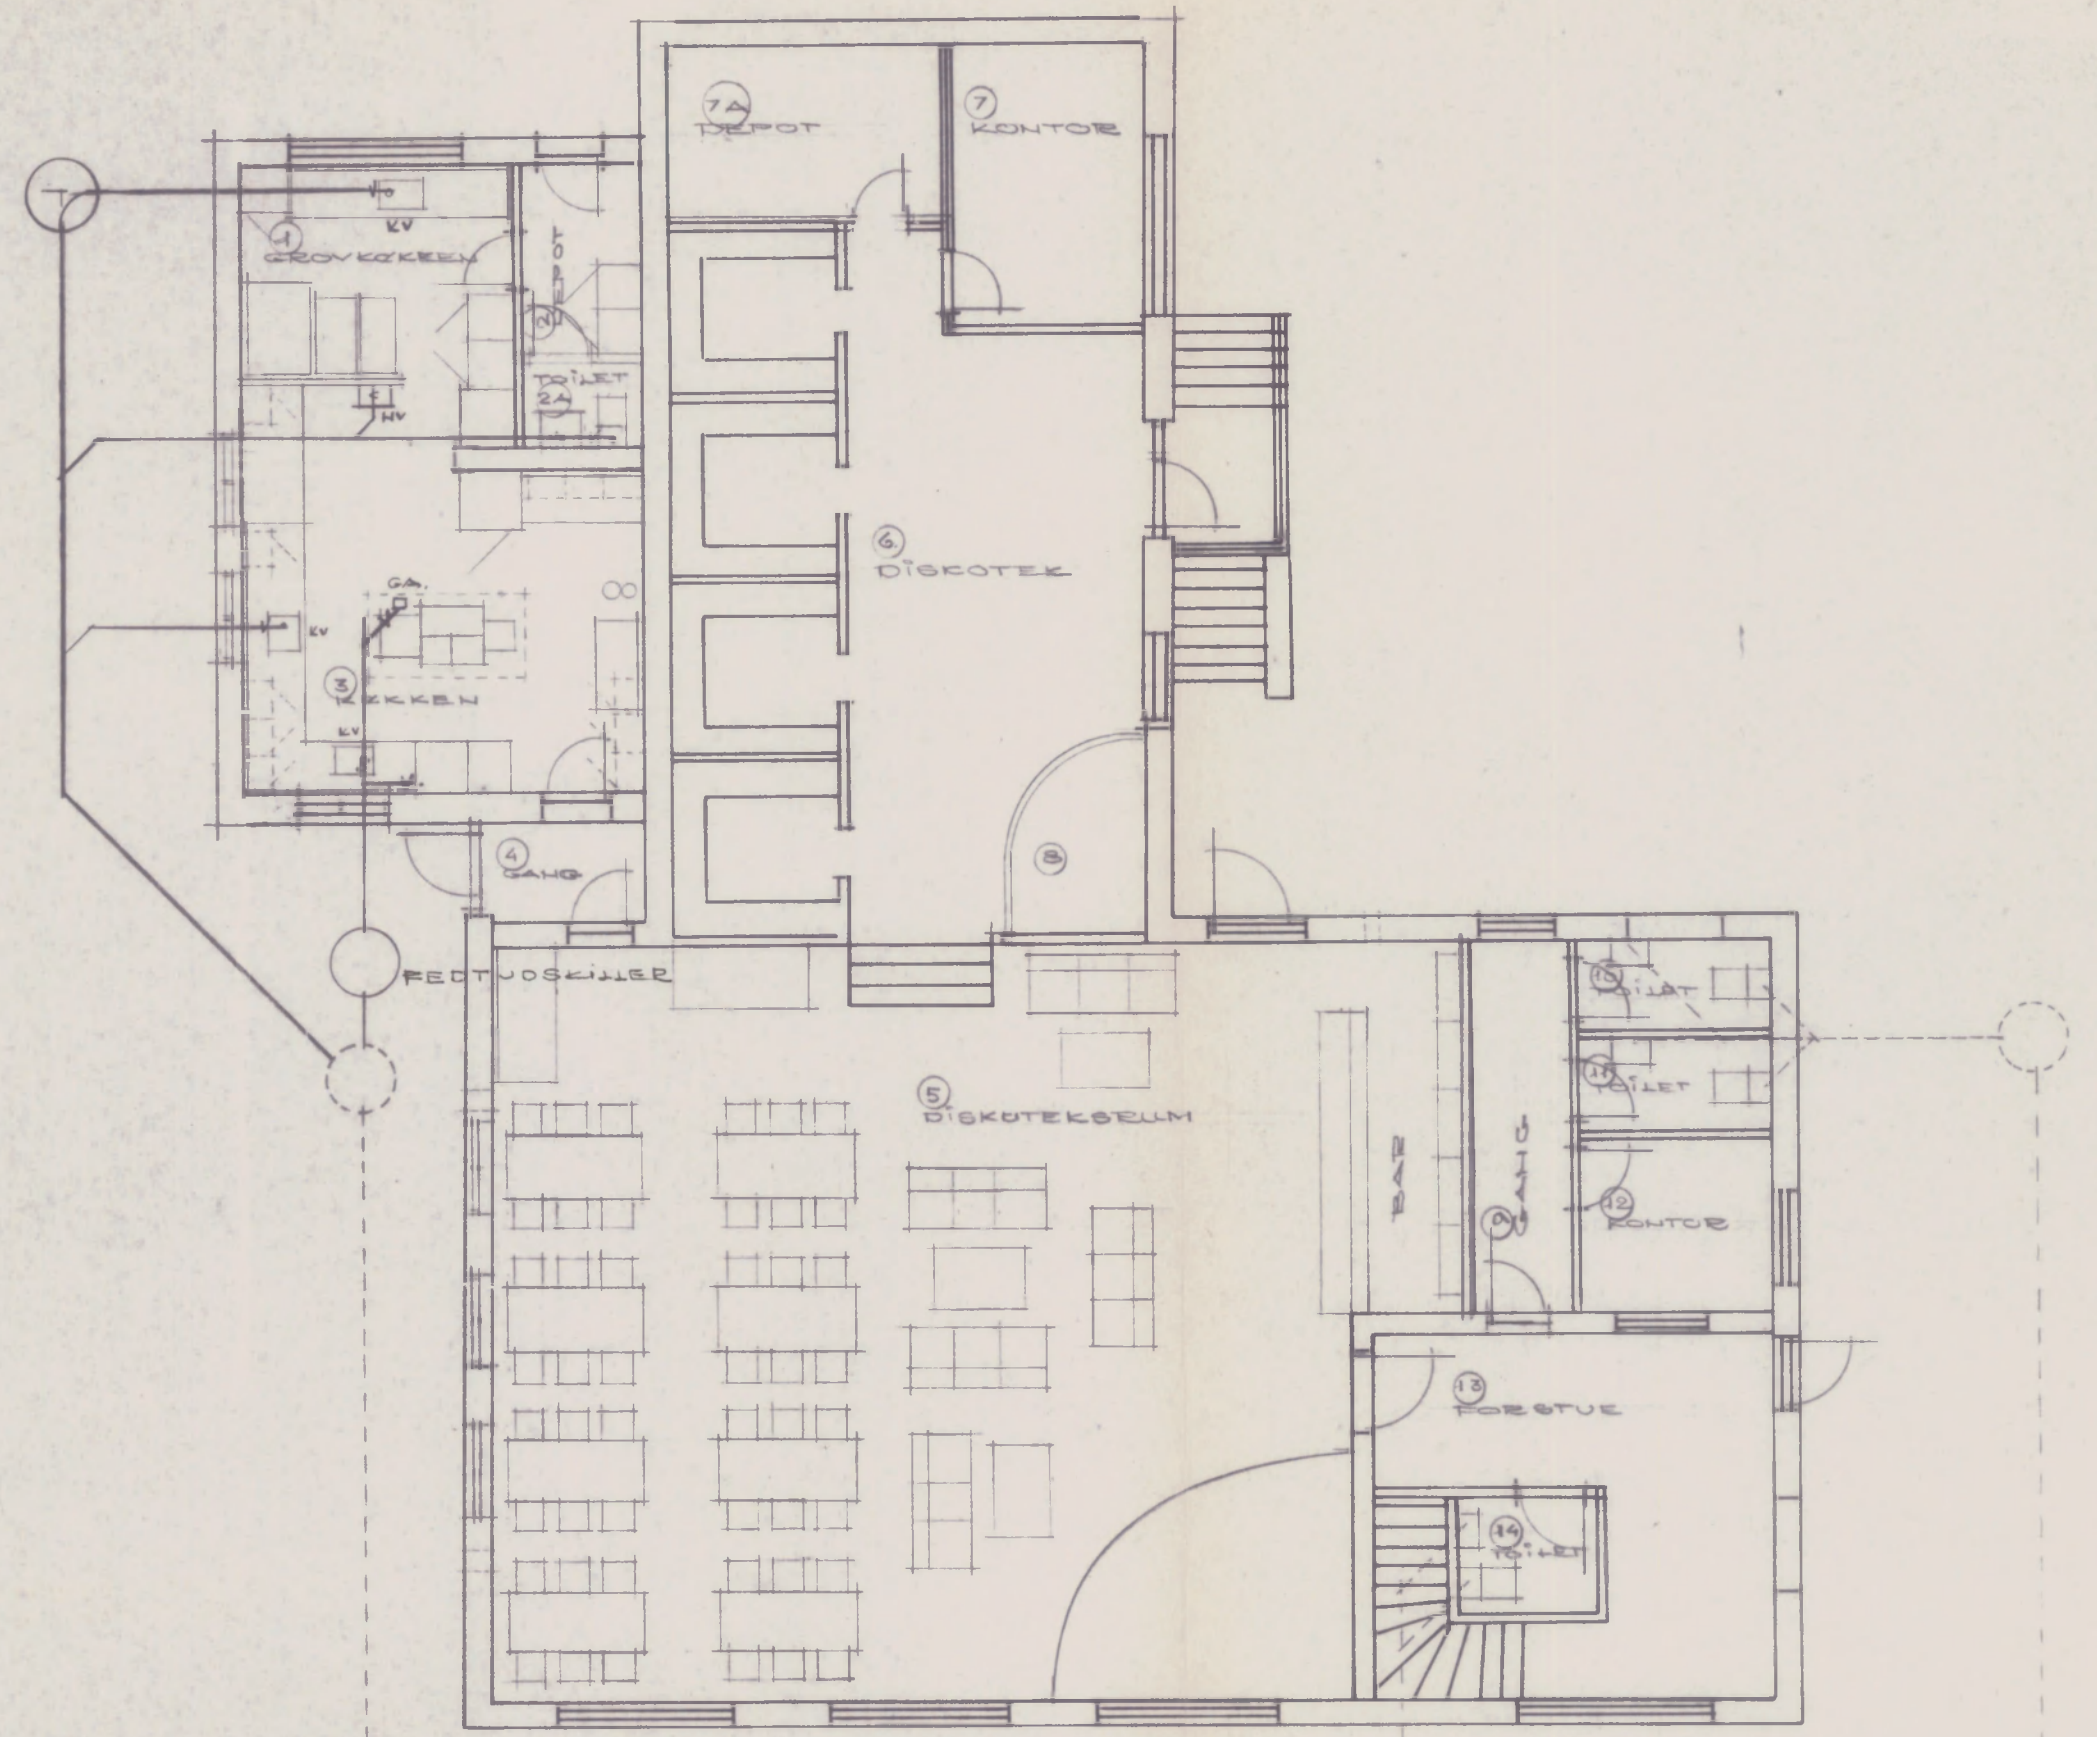 7A
DEPOT
7
KONTOR
T
KV
1
GROVKØKKEN
DEPOT
2
TOILET
2A
HV
6.
DISKOTEK
GA.
KV
3
KØKKEN
KV
4
GANG
8
FEDTUDSKILLER
10
TOILET
5
DISKOTEKSRUM
11
TOILET
BAR
GANG
9
12
KONTOR
13
FORSTUE
14
TOILET